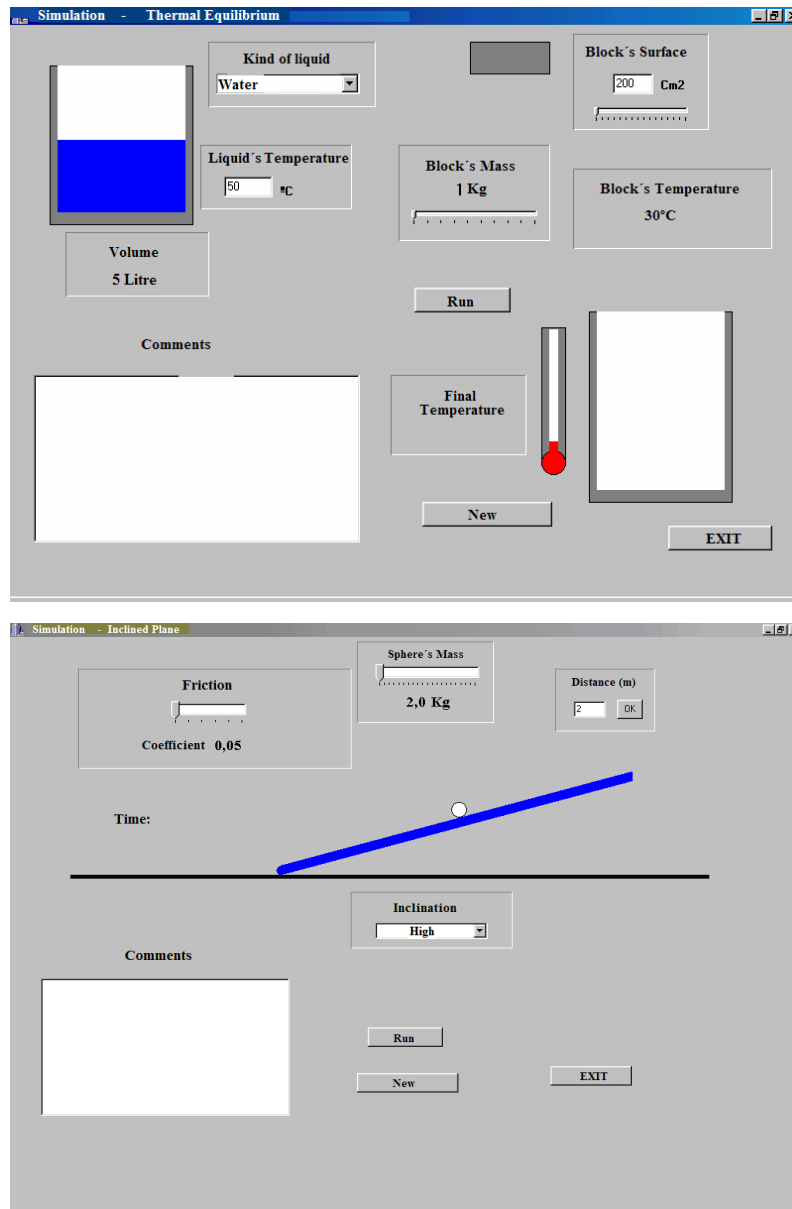 Simulation - Thermal Equilibrium
Kind of liquid
Water
Block´s Surface
200 Cm2
Liquid´s Temperature
50 ºC
Block´s Mass
1 Kg
Block´s Temperature
30ºC
Volume
5 Litre
Run
Comments
Final
Temperature
New
EXIT
Simulation - Inclined Plane
Sphere´s Mass
2,0 Kg
Friction
Coefficient 0,05
Distance (m)
2 OK
Time:
Inclination
High
Comments
Run
New
EXIT